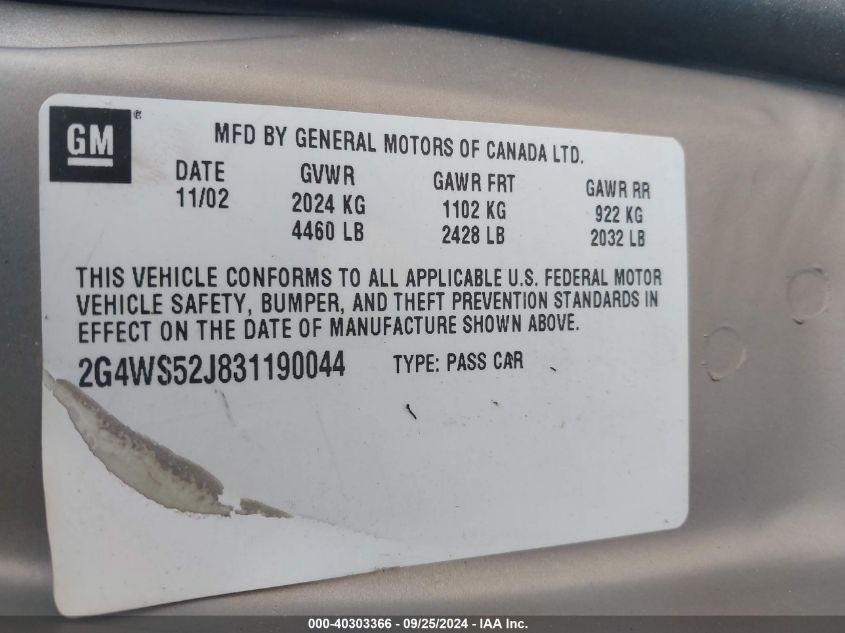 GM®
MFD BY GENERAL MOTORS OF CANADA LTD.
DATE GVWR GAWR FRT GAWR RR
11/02 2024 KG 1102 KG 922 KG
4460 LB 2428 LB 2032 LB
THIS VEHICLE CONFORMS TO ALL APPLICABLE U.S. FEDERAL MOTOR
VEHICLE SAFETY, BUMPER, AND THEFT PREVENTION STANDARDS IN
EFFECT ON THE DATE OF MANUFACTURE SHOWN ABOVE.
2G4WS52J831190044 TYPE: PASS CAR
000-40303366 - 09/25/2024 - IAA Inc.